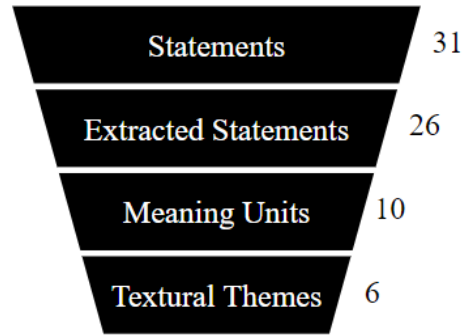 Statements 31
Extracted Statements 26
Meaning Units 10
Textural Themes 6